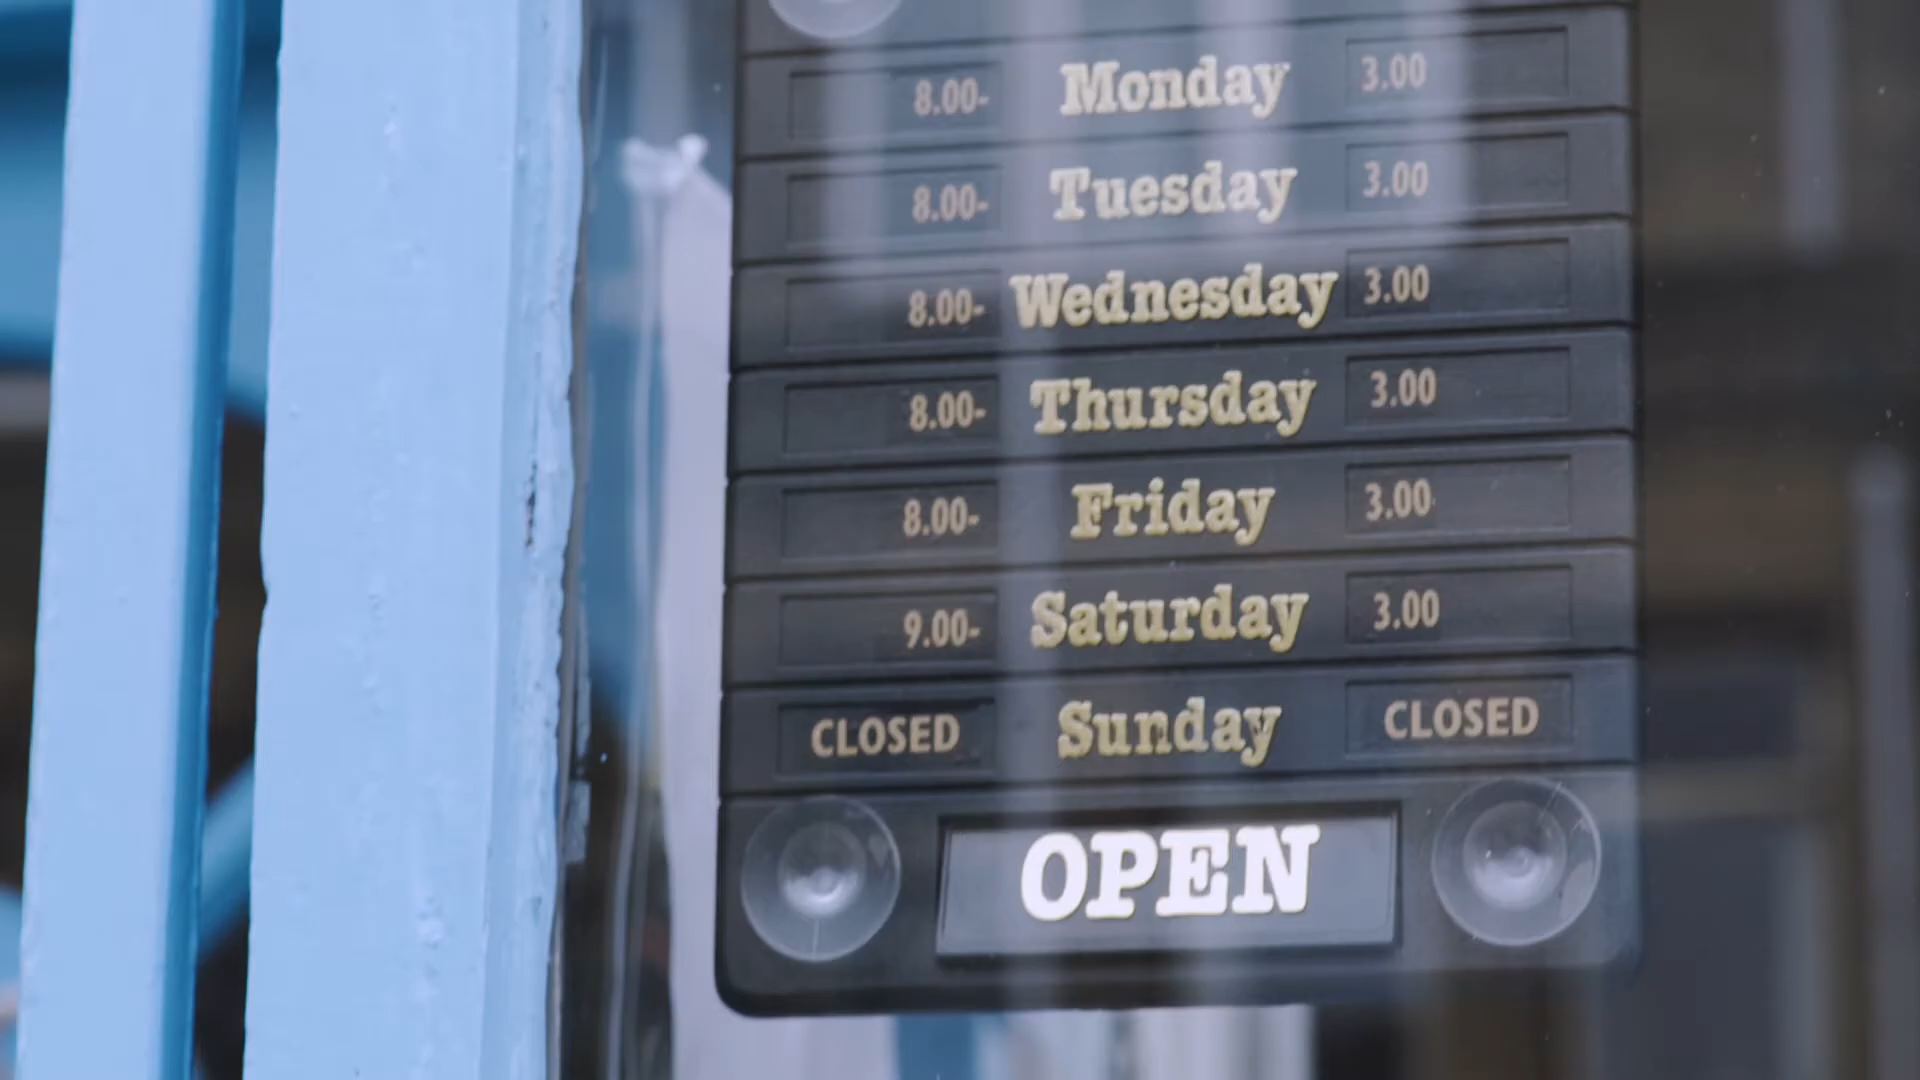 8.00- Monday 3.00
8.00- Tuesday 3.00
8.00- Wednesday 3.00
8.00- Thursday 3.00
8.00- Friday 3.00
9.00- Saturday 3.00
CLOSED Sunday CLOSED
OPEN